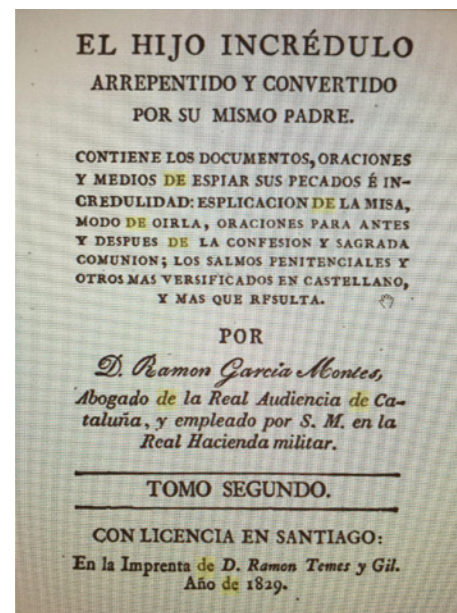 EL HIJO INCRÉDULO
ARREPENTIDO Y CONVERTIDO
POR SU MISMO PADRE.
CONTIENE LOS DOCUMENTOS, ORACIONES
Y MEDIOS DE ESPIAR SUS PECADOS É IN-
CREDULIDAD: ESPLICACION DE LA MISA,
MODO DE OIRLA, ORACIONES PARA ANTES
Y DESPUES DE LA CONFESION Y SAGRADA
COMUNION; LOS SALMOS PENITENCIALES Y
OTROS MAS VERSIFICADOS EN CASTELLANO,
Y MAS QUE RFSULTA.
POR
D. Ramon Garcia Montes,
Abogado de la Real Audiencia de Ca-
taluña, y empleado por S. M. en la
Real Hacienda militar.
TOMO SEGUNDO.
CON LICENCIA EN SANTIAGO:
En la Imprenta de D. Ramon Temes y Gil.
Año de 1829.